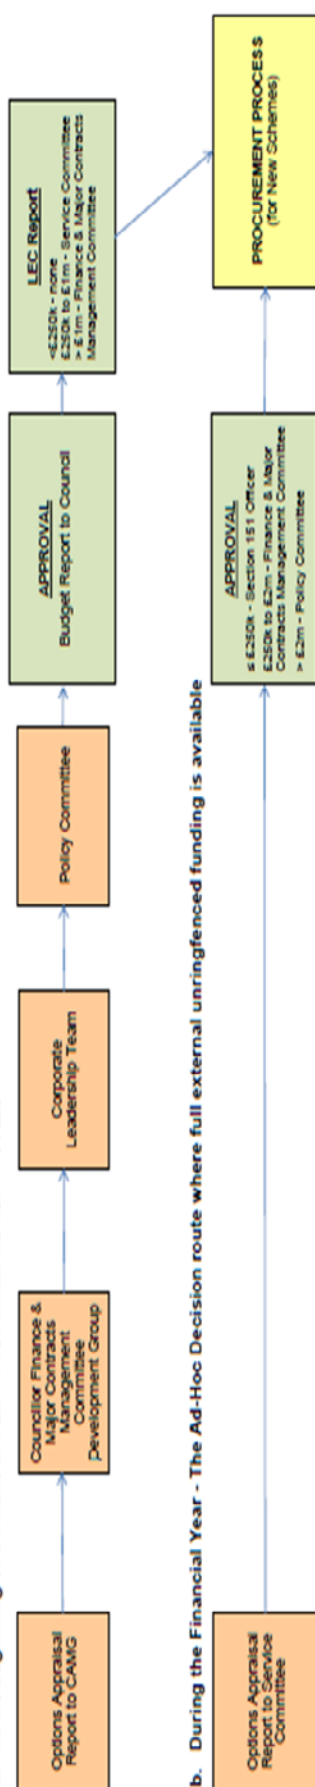 Options Appraisal
Report to CAMG
Councillor Finance &
Major Contracts
Management
Committee
Development Group
Corporate
Leadership Team
Policy Committee
APPROVAL
Budget Report to Council
LEC Report
<£250k - none
£250k to £1m - Service Committee
> £1m - Finance & Major Contracts
Management Committee
PROCUREMENT PROCESS
(for New Schemes)
b. During the Financial Year - The Ad-Hoc Decision route where full external unringfenced funding is available
Options Appraisal
Report to Service
Committee
APPROVAL
≤ £250k - Section 151 Officer
£250k to £2m - Finance & Major
Contracts Management Committee
> £2m - Policy Committee